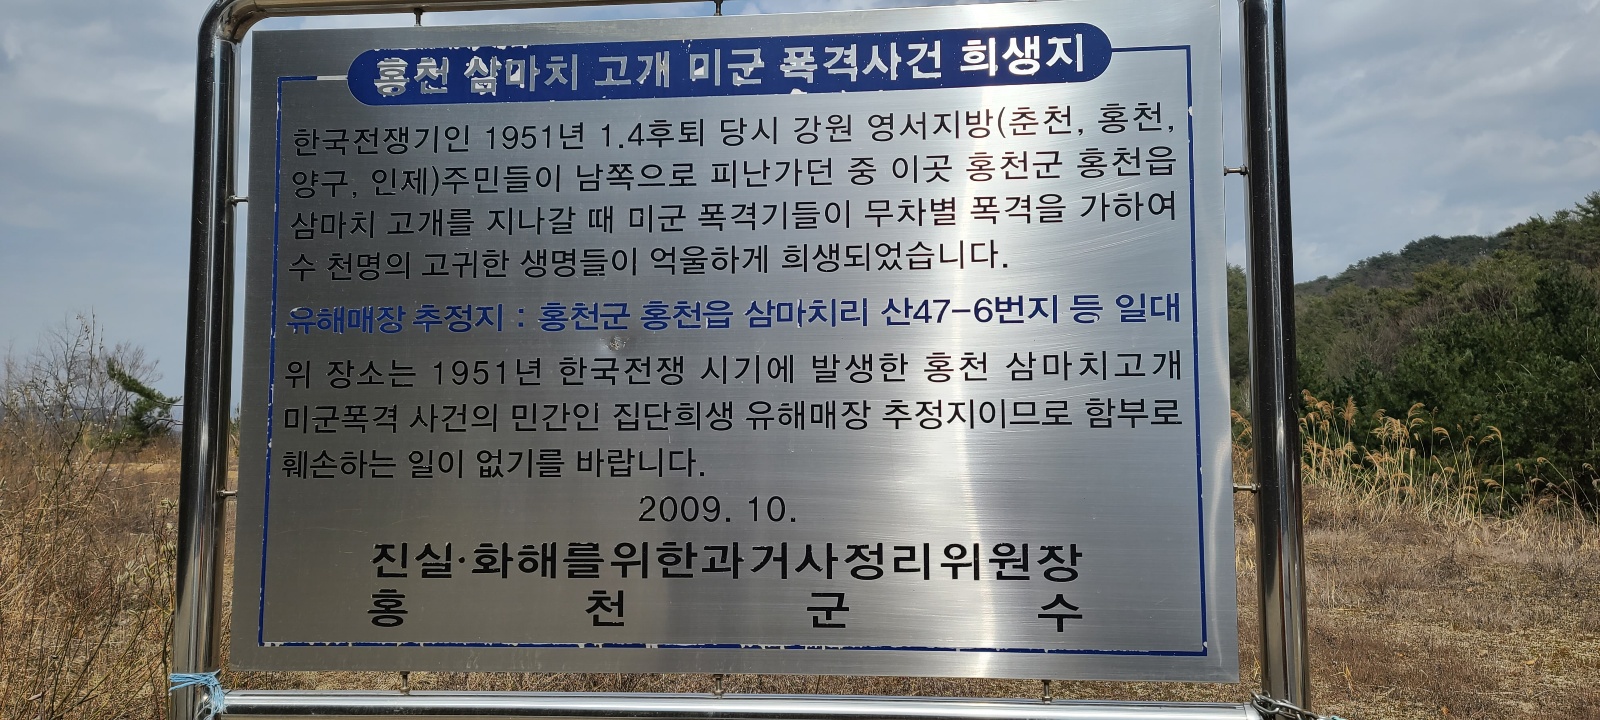 홍천 삼마치 고개 미군 폭격사건 희생지
한국전쟁기인 1951년 1.4후퇴 당시 강원 영서지방(춘천, 홍천,
양구, 인제)주민들이 남쪽으로 피난가던 중 이곳 홍천군 홍천읍
삼마치 고개를 지나갈 때 미군 폭격기들이 무차별 폭격을 가하여
수 천명의 고귀한 생명들이 억울하게 희생되었습니다.
유해매장 추정지 : 홍천군 홍천읍 삼마치리 산47-6번지 등 일대
위 장소는 1951년 한국전쟁 시기에 발생한 홍천 삼마치고개
미군폭격 사건의 민간인 집단희생 유해매장 추정지이므로 함부로
훼손하는 일이 없기를 바랍니다.
2009. 10.
진실·화해를위한과거사정리위원장
홍 천 군 수